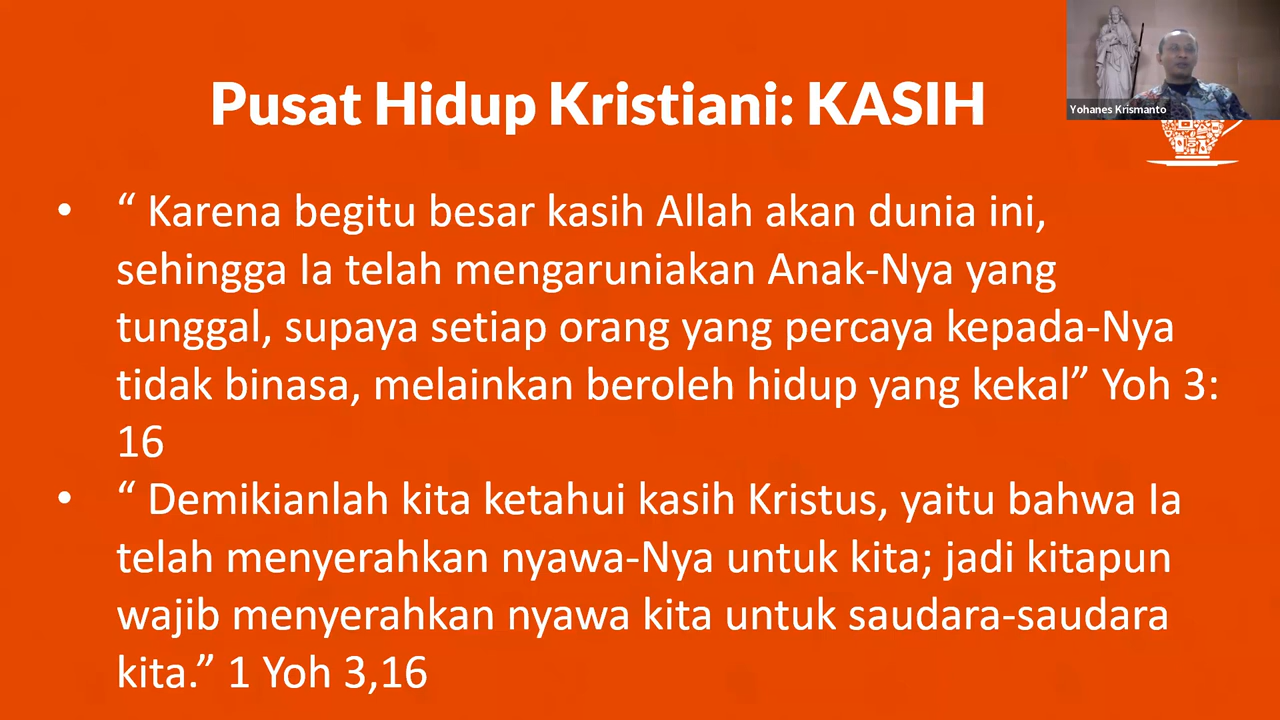 Pusat Hidup Kristiani: KASIH
Yohanes Krismanto
• “ Karena begitu besar kasih Allah akan dunia ini,
sehingga Ia telah mengaruniakan Anak-Nya yang
tunggal, supaya setiap orang yang percaya kepada-Nya
tidak binasa, melainkan beroleh hidup yang kekal” Yoh 3:
16
• “ Demikianlah kita ketahui kasih Kristus, yaitu bahwa Ia
telah menyerahkan nyawa-Nya untuk kita; jadi kitapun
wajib menyerahkan nyawa kita untuk saudara-saudara
kita.” 1 Yoh 3,16